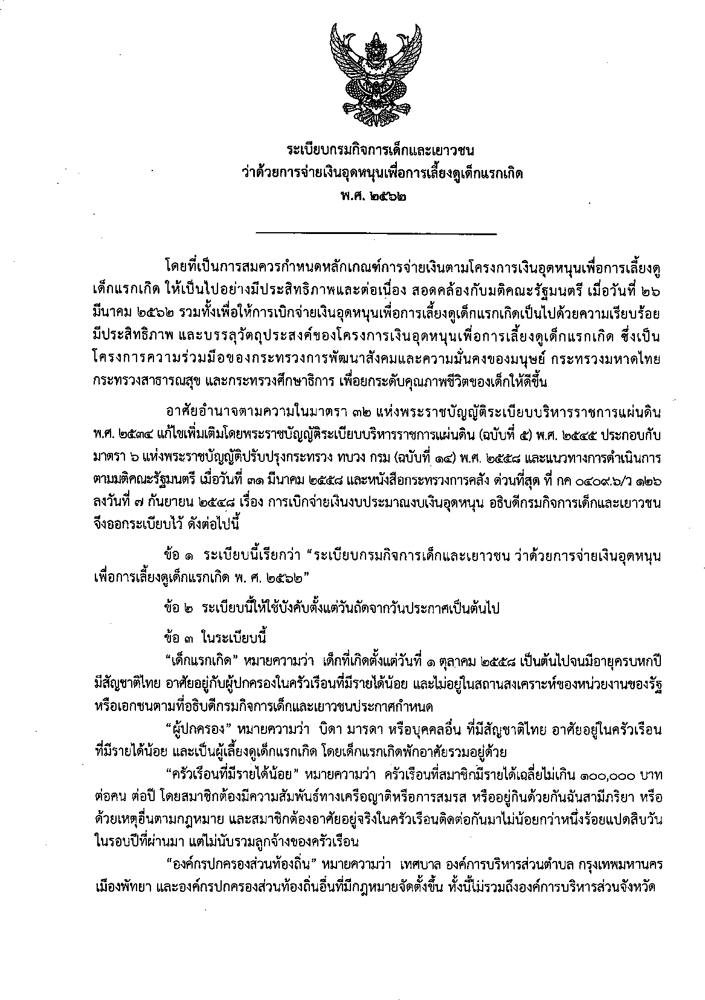 ระเบียบกรมกิจการเด็กและเยาวชน
ว่าด้วยการจ่ายเงินอุดหนุนเพื่อการเลี้ยงดูเด็กแรกเกิด
พ.ศ. ๒๕๖๒
โดยที่เป็นการสมควรกำหนดหลักเกณฑ์การจ่ายเงินตามโครงการเงินอุดหนุนเพื่อการเลี้ยงดู
เด็กแรกเกิด ให้เป็นไปอย่างมีประสิทธิภาพและต่อเนื่อง สอดคล้องกับมติคณะรัฐมนตรี เมื่อวันที่ ๒๖
มีนาคม ๒๕๖๒ รวมทั้งเพื่อให้การเบิกจ่ายเงินอุดหนุนเพื่อการเลี้ยงดูเด็กแรกเกิดเป็นไปด้วยความเรียบร้อย
มีประสิทธิภาพ และบรรลุวัตถุประสงค์ของโครงการเงินอุดหนุนเพื่อการเลี้ยงดูเด็กแรกเกิด ซึ่งเป็น
โครงการความร่วมมือของกระทรวงการพัฒนาสังคมและความมั่นคงของมนุษย์ กระทรวงมหาดไทย
กระทรวงสาธารณสุข และกระทรวงศึกษาธิการ เพื่อยกระดับคุณภาพชีวิตของเด็กให้ดีขึ้น
อาศัยอำนาจตามความในมาตรา ๓๒ แห่งพระราชบัญญัติระเบียบบริหารราชการแผ่นดิน
พ.ศ. ๒๕๓๔ แก้ไขเพิ่มเติมโดยพระราชบัญญัติระเบียบบริหารราชการแผ่นดิน (ฉบับที่ ๕) พ.ศ. ๒๕๔๕ ประกอบกับ
มาตรา ๖ แห่งพระราชบัญญัติปรับปรุงกระทรวง ทบวง กรม (ฉบับที่ ๑๔) พ.ศ. ๒๕๕๘ และแนวทางการดำเนินการ
ตามมติคณะรัฐมนตรี เมื่อวันที่ ๓๑ มีนาคม ๒๕๕๘ และหนังสือกระทรวงการคลัง ด่วนที่สุด ที่ กค ๐๔๐๙.๖/ว ๑๒๖
ลงวันที่ ๗ กันยายน ๒๕๔๘ เรื่อง การเบิกจ่ายเงินงบประมาณงบเงินอุดหนุน อธิบดีกรมกิจการเด็กและเยาวชน
จึงออกระเบียบไว้ ดังต่อไปนี้
ข้อ ๑ ระเบียบนี้เรียกว่า “ระเบียบกรมกิจการเด็กและเยาวชน ว่าด้วยการจ่ายเงินอุดหนุน
เพื่อการเลี้ยงดูเด็กแรกเกิด พ. ศ. ๒๕๖๒”
ข้อ ๒ ระเบียบนี้ให้ใช้บังคับตั้งแต่วันถัดจากวันประกาศเป็นต้นไป
ข้อ ๓ ในระเบียบนี้
“เด็กแรกเกิด” หมายความว่า เด็กที่เกิดตั้งแต่วันที่ ๑ ตุลาคม ๒๕๕๘ เป็นต้นไปจนมีอายุครบหกปี
มีสัญชาติไทย อาศัยอยู่กับผู้ปกครองในครัวเรือนที่มีรายได้น้อย และไม่อยู่ในสถานสงเคราะห์ของหน่วยงานของรัฐ
หรือเอกชนตามที่อธิบดีกรมกิจการเด็กและเยาวชนประกาศกำหนด
“ผู้ปกครอง” หมายความว่า บิดา มารดา หรือบุคคลอื่น ที่มีสัญชาติไทย อาศัยอยู่ในครัวเรือน
ที่มีรายได้น้อย และเป็นผู้เลี้ยงดูเด็กแรกเกิด โดยเด็กแรกเกิดพักอาศัยรวมอยู่ด้วย
“ครัวเรือนที่มีรายได้น้อย” หมายความว่า ครัวเรือนที่สมาชิกมีรายได้เฉลี่ยไม่เกิน ๑๐๐,๐๐๐ บาท
ต่อคน ต่อปี โดยสมาชิกต้องมีความสัมพันธ์ทางเครือญาติหรือการสมรส หรืออยู่กินด้วยกันฉันสามีภริยา หรือ
ด้วยเหตุอื่นตามกฎหมาย และสมาชิกต้องอาศัยอยู่จริงในครัวเรือนติดต่อกันมาไม่น้อยกว่าหนึ่งร้อยแปดสิบวัน
ในรอบปีที่ผ่านมา แต่ไม่นับรวมลูกจ้างของครัวเรือน
“องค์กรปกครองส่วนท้องถิ่น” หมายความว่า เทศบาล องค์การบริหารส่วนตำบล กรุงเทพมหานคร
เมืองพัทยา และองค์กรปกครองส่วนท้องถิ่นอื่นที่มีกฎหมายจัดตั้งขึ้น ทั้งนี้ไม่รวมถึงองค์การบริหารส่วนจังหวัด